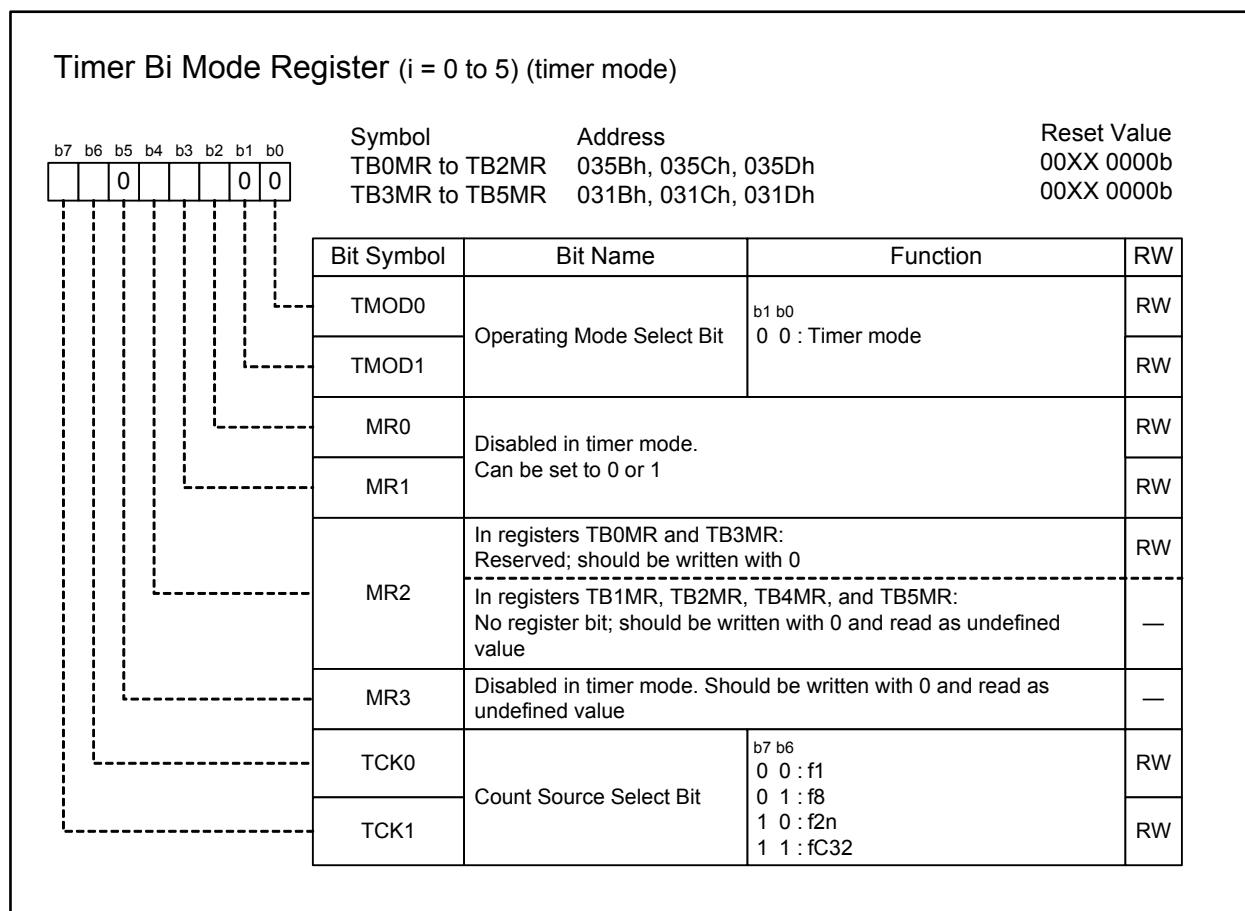 Timer Bi Mode Register (i = 0 to 5) (timer mode)
b7 b6 b5 b4 b3 b2 b1 b0
0 0 0
Symbol Address Reset Value
TB0MR to TB2MR 035Bh, 035Ch, 035Dh 00XX 0000b
TB3MR to TB5MR 031Bh, 031Ch, 031Dh 00XX 0000b
Bit Symbol Bit Name Function RW
TMOD0 RW
Operating Mode Select Bit
b1 b0
0 0 : Timer mode
TMOD1 RW
MR0 RW
Disabled in timer mode.
Can be set to 0 or 1
MR1 RW
MR2
In registers TB0MR and TB3MR:
Reserved; should be written with 0
RW
In registers TB1MR, TB2MR, TB4MR, and TB5MR:
No register bit; should be written with 0 and read as undefined
value
—
MR3
Disabled in timer mode. Should be written with 0 and read as
undefined value
—
TCK0 RW
Count Source Select Bit
b7 b6
0 0 : f1
0 1 : f8
1 0 : f2n
1 1 : fC32
TCK1 RW